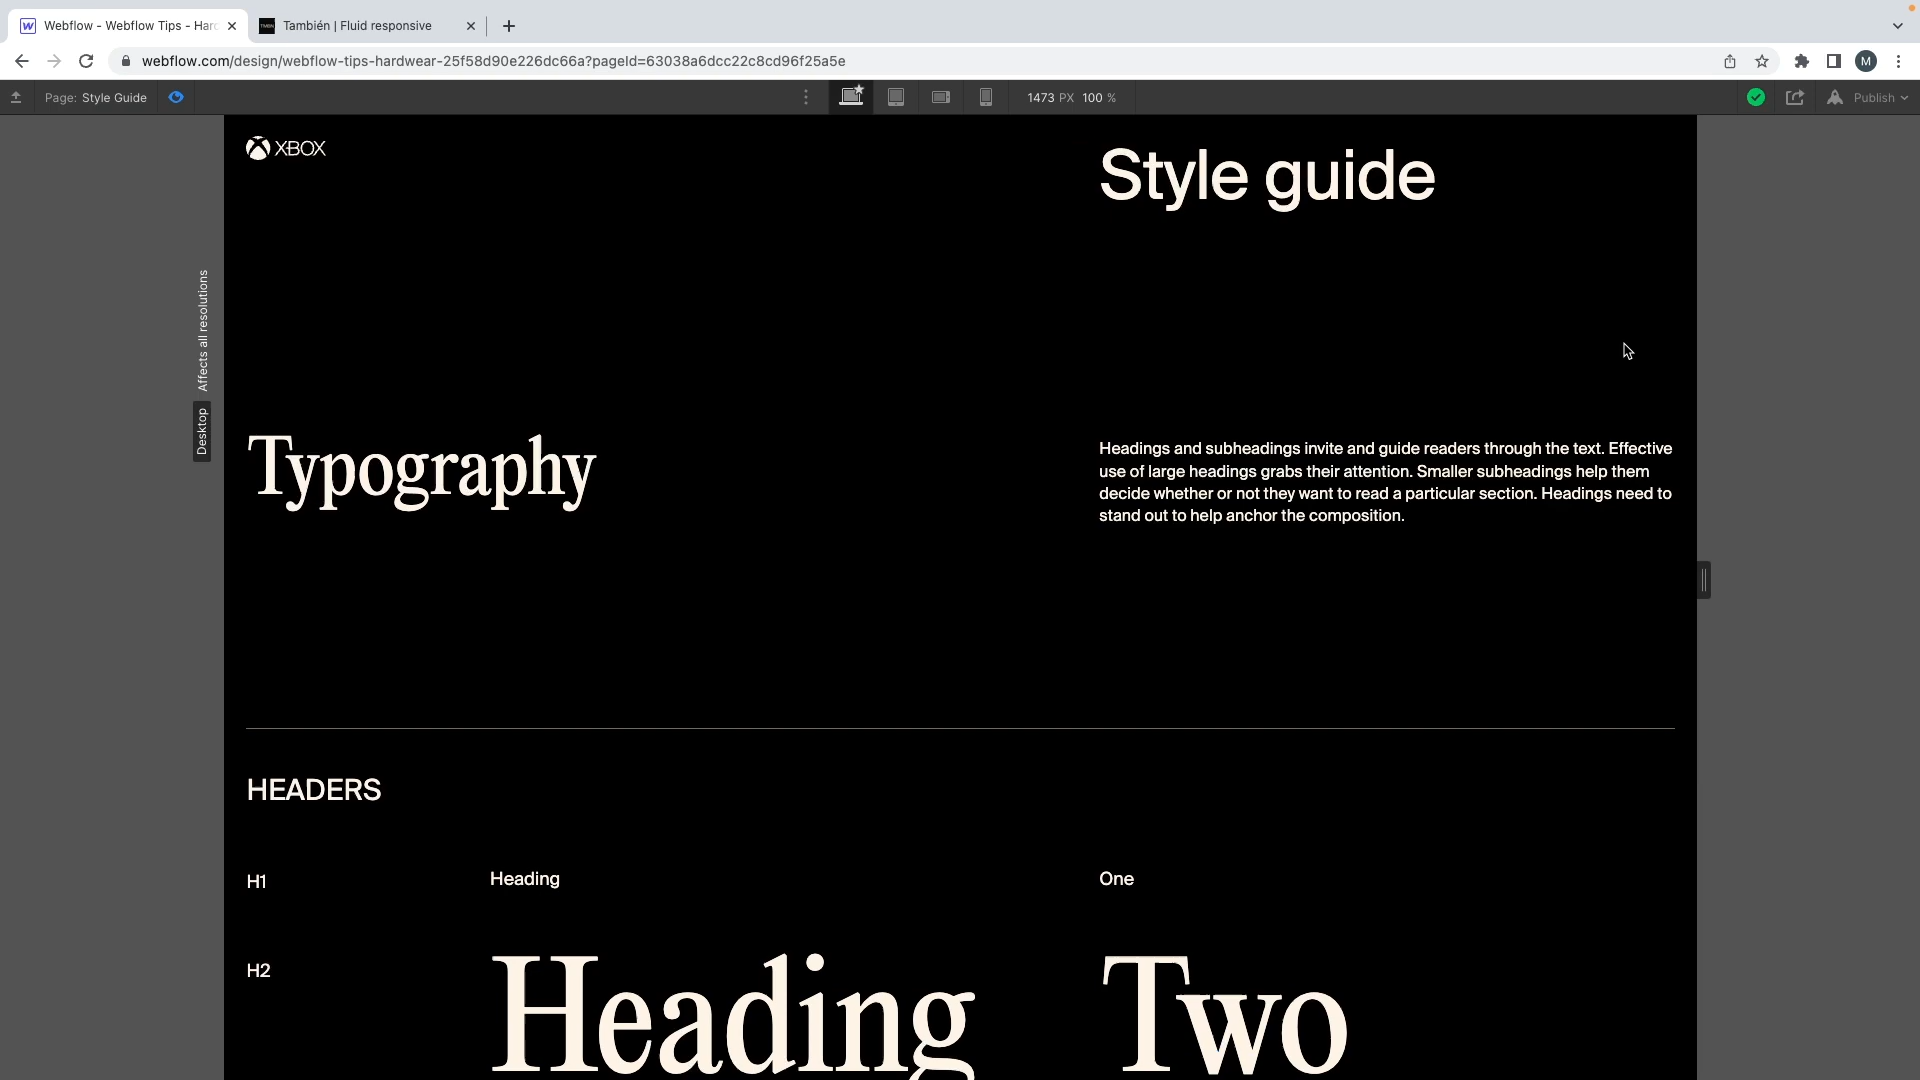 Webflow - Webflow Tips - Hard
También | Fluid responsive
webflow.com/design/webflow-tips-hardwear-25f58d90e226dc66a?pageId=63038a6dcc22c8cd96f25a5e
M
Page: Style Guide
1473 PX 100 %
Publish
XBOX
Style guide
Affects all resolutions
Desktop
Typography
Headings and subheadings invite and guide readers through the text. Effective
use of large headings grabs their attention. Smaller subheadings help them
decide whether or not they want to read a particular section. Headings need to
stand out to help anchor the composition.
HEADERS
H1
Heading
One
H2
Heading
Two